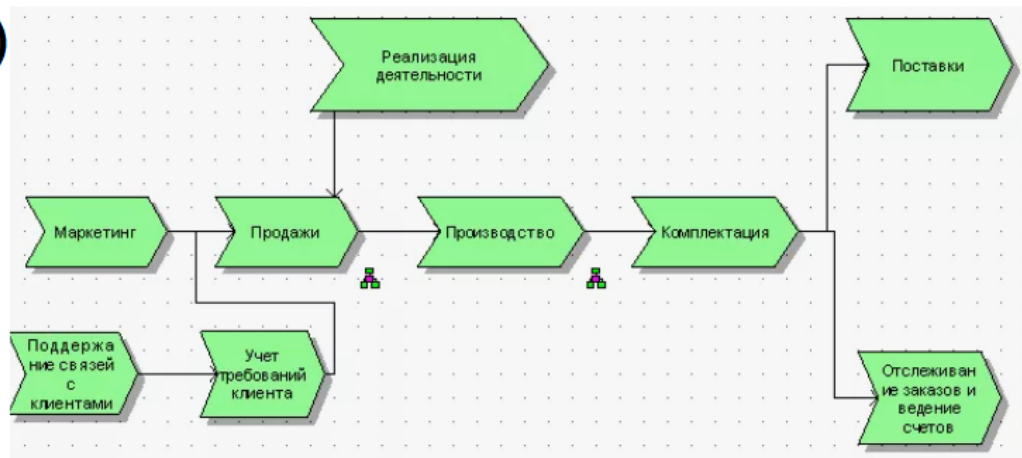 Реализация
деятельности
Поставки
Маркетинг
Продажи
Производство
Комплектация
Поддержа
ние связей
с
клиентами
Учет
требований
клиента
Отслеживан
ие заказов и
ведение
счетов